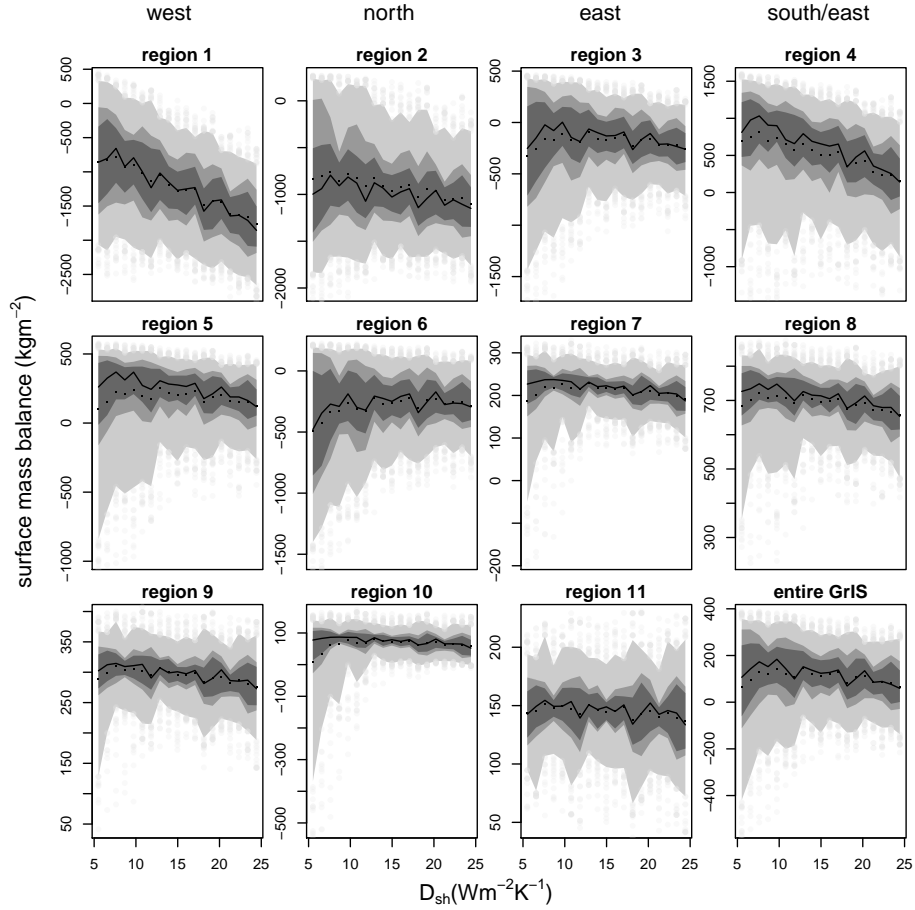 west north east south/east
region 1 region 2 region 3 region 4
500 0 −500 −1500 −2500
0 −1000 −2000
500 0 −500 −1500
1500 500 0 −1000
region 5 region 6 region 7 region 8
500 0 −500 −1000
0 −500 −1000 −1500
300 200 100 0 −200
700 500 300
region 9 region 10 region 11 entire GrIS
350 250 150 50
100 −100 −300 −500
200 150 100 50
400 200 0 −400
5 10 15 20 25
5 10 15 20 25
5 10 15 20 25
5 10 15 20 25
surface mass balance (kgm−2)
Dsh(Wm−2K−1)